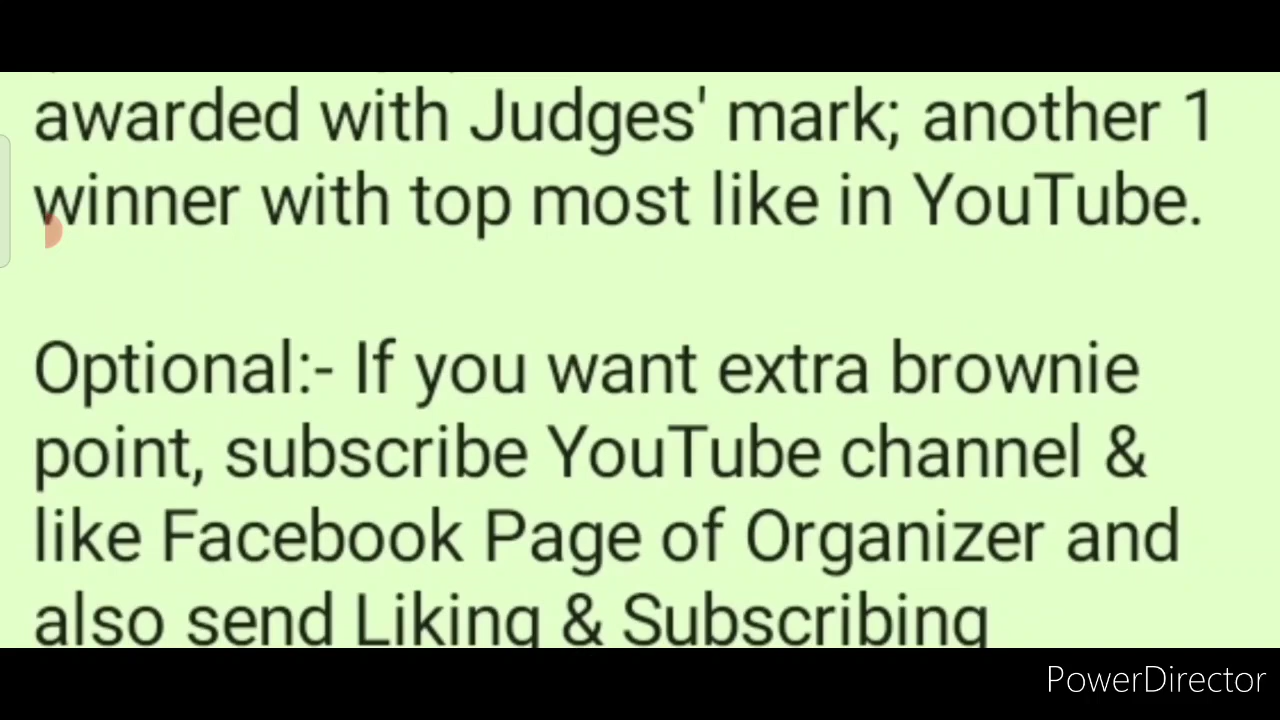 awarded with Judges' mark; another 1
winner with top most like in YouTube.
Optional:- If you want extra brownie
point, subscribe YouTube channel &
like Facebook Page of Organizer and
also send Liking & Subscribing
PowerDirector